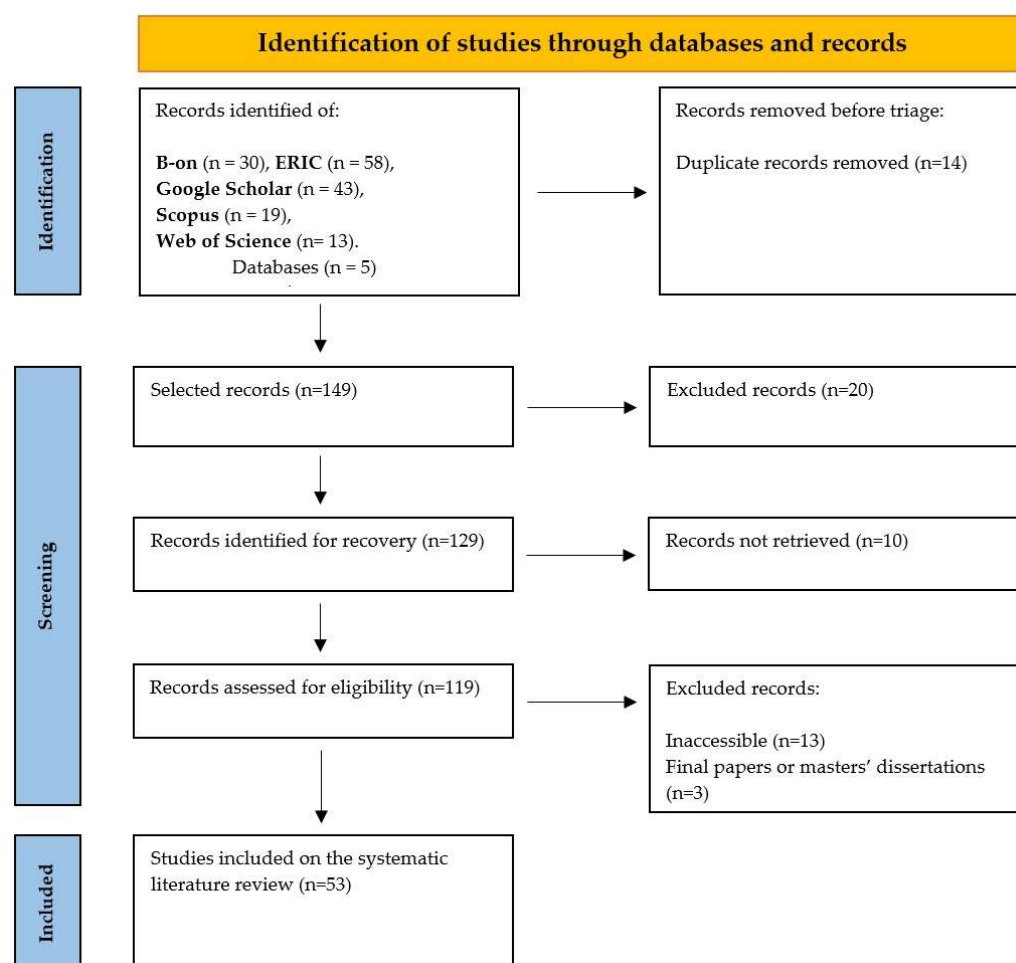 Identification of studies through databases and records
Identification
Records identified of:
B-on (n = 30), ERIC (n = 58),
Google Scholar (n = 43),
Scopus (n = 19),
Web of Science (n= 13).
Databases (n = 5)
Records removed before triage:
Duplicate records removed (n=14)
Screening
Selected records (n=149)
Excluded records (n=20)
Records identified for recovery (n=129)
Records not retrieved (n=10)
Records assessed for eligibility (n=119)
Excluded records:
Inaccessible (n=13)
Final papers or masters’ dissertations
(n=3)
Included
Studies included on the systematic
literature review (n=53)